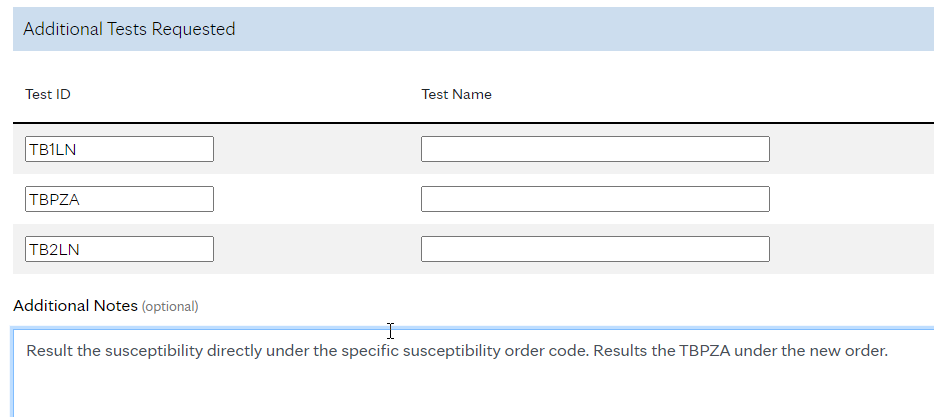 Additional Tests Requested
Test ID Test Name
TB1LN
TBPZA
TB2LN
Additional Notes (optional)
Result the susceptibility directly under the specific susceptibility order code. Results the TBPZA under the new order.